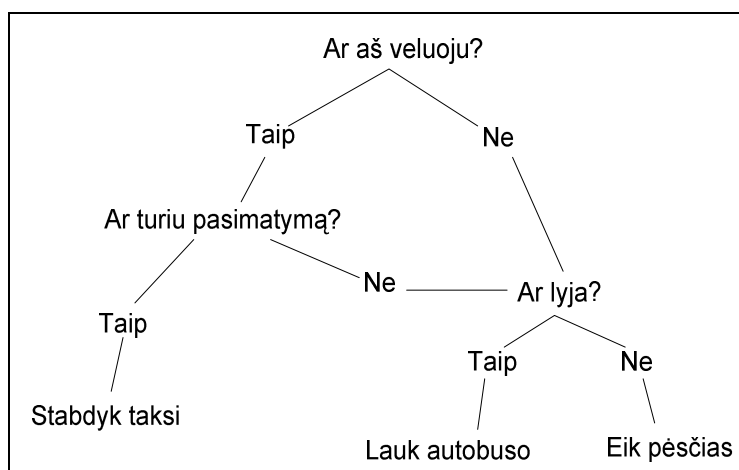 Ar aš veluoju?
Taip
Ne
Ar turiu pasimatymą?
Ne
Ar lyja?
Taip
Taip
Ne
Stabdyk taksi
Lauk autobuso
Eik pėsčias